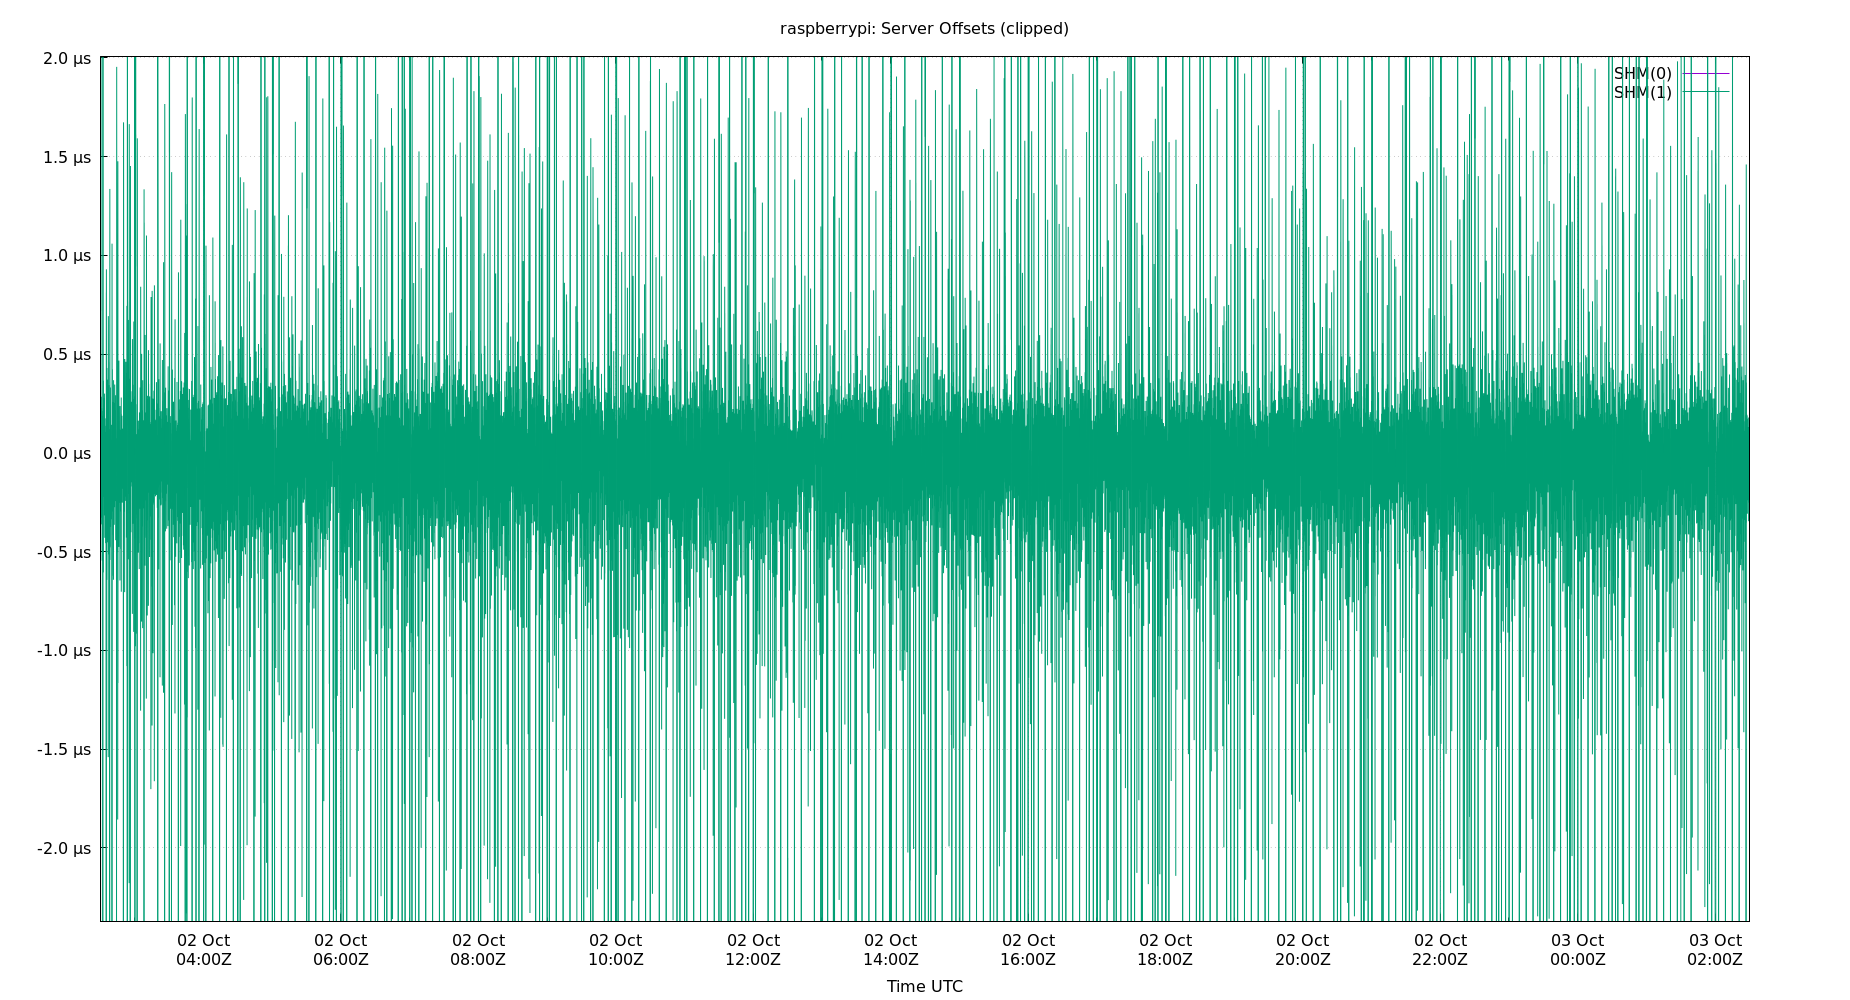 raspberrypi: Server Offsets (clipped)
2.0 µs
1.5 µs
1.0 µs
0.5 µs
0.0 µs
-0.5 µs
-1.0 µs
-1.5 µs
-2.0 µs
SHM(0)
SHM(1)
02 Oct 02 Oct 02 Oct 02 Oct 02 Oct 02 Oct 02 Oct 02 Oct 02 Oct 02 Oct 03 Oct 03 Oct
04:00Z 06:00Z 08:00Z 10:00Z 12:00Z 14:00Z 16:00Z 18:00Z 20:00Z 22:00Z 00:00Z 02:00Z
Time UTC